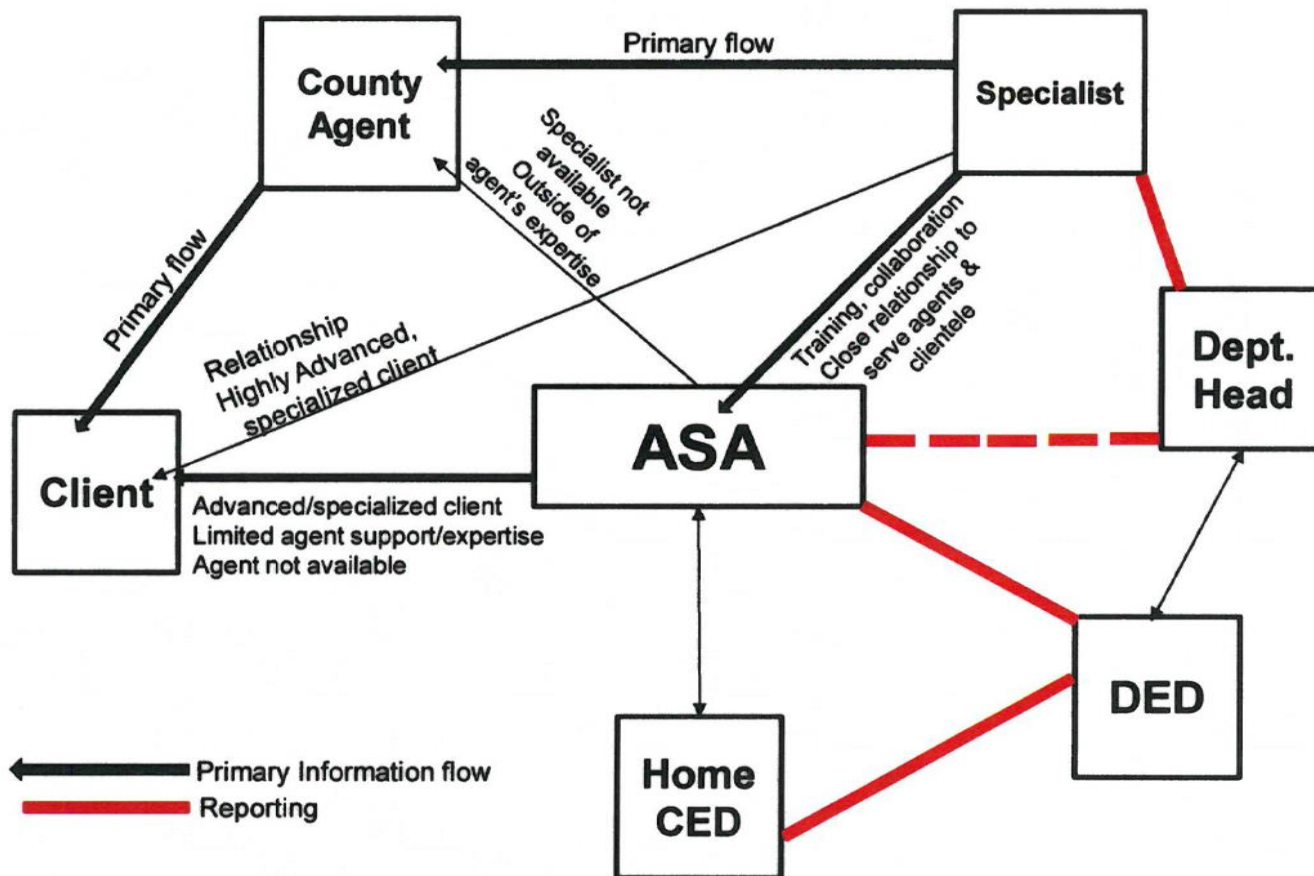 Primary flow
County
Agent
Specialist
Specialist not
available
Outside of
agent's expertise
Primary flow
Training, collaboration
Close relationship to
serve agents &
clientele
Relationship
Highly Advanced,
specialized client
Dept.
Head
ASA
Client
Advanced/specialized client
Limited agent support/expertise
Agent not available
DED
Home
CED
Primary Information flow
Reporting